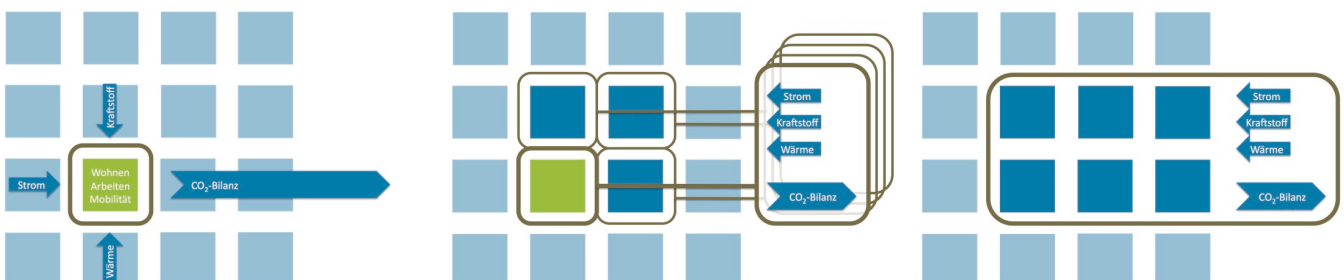 Kraftstoff
Strom
Wohnen
Arbeiten
Mobilität
CO₂-Bilanz
Wärme
Strom
Kraftstoff
Wärme
CO₂-Bilanz
Strom
Kraftstoff
Wärme
CO₂-Bilanz